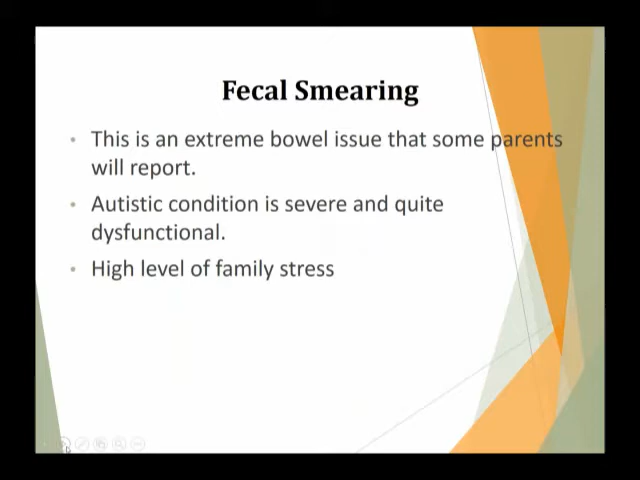 Fecal Smearing
• This is an extreme bowel issue that some parents
will report.
• Autistic condition is severe and quite
dysfunctional.
• High level of family stress